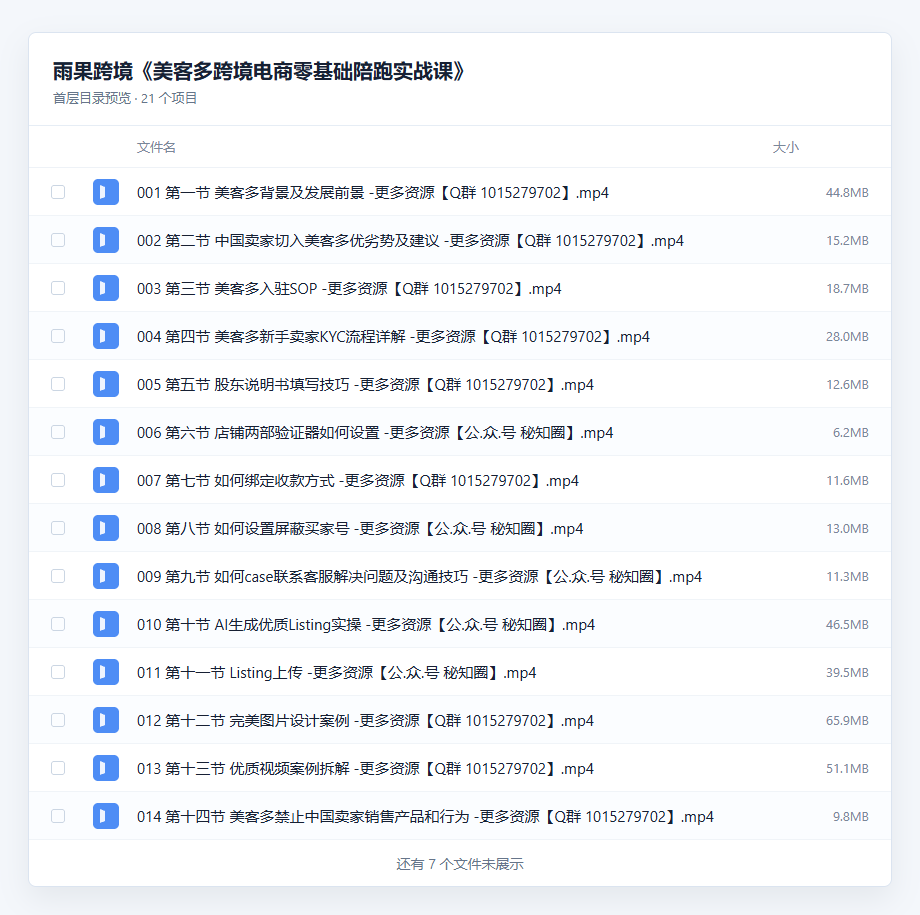 雨果跨境《美客多跨境电商零基础陪跑实战课》
首层目录预览 · 21 个项目
文件名 大小
001 第一节 美客多背景及发展前景 -更多资源【Q群 1015279702】.mp4 44.8MB
002 第二节 中国卖家切入美客多优劣势及建议 -更多资源【Q群 1015279702】.mp4 15.2MB
003 第三节 美客多入驻SOP -更多资源【Q群 1015279702】.mp4 18.7MB
004 第四节 美客多新手卖家KYC流程详解 -更多资源【Q群 1015279702】.mp4 28.0MB
005 第五节 股东说明书填写技巧 -更多资源【Q群 1015279702】.mp4 12.6MB
006 第六节 店铺两部验证器如何设置 -更多资源【公.众.号 秘知圈】.mp4 6.2MB
007 第七节 如何绑定收款方式 -更多资源【Q群 1015279702】.mp4 11.6MB
008 第八节 如何设置屏蔽买家号 -更多资源【公.众.号 秘知圈】.mp4 13.0MB
009 第九节 如何case联系客服解决问题及沟通技巧 -更多资源【公.众.号 秘知圈】.mp4 11.3MB
010 第十节 AI生成优质Listing实操 -更多资源【公.众.号 秘知圈】.mp4 46.5MB
011 第十一节 Listing上传 -更多资源【公.众.号 秘知圈】.mp4 39.5MB
012 第十二节 完美图片设计案例 -更多资源【Q群 1015279702】.mp4 65.9MB
013 第十三节 优质视频案例拆解 -更多资源【Q群 1015279702】.mp4 51.1MB
014 第十四节 美客多禁止中国卖家销售产品和行为 -更多资源【Q群 1015279702】.mp4 9.8MB
还有 7 个文件未展示